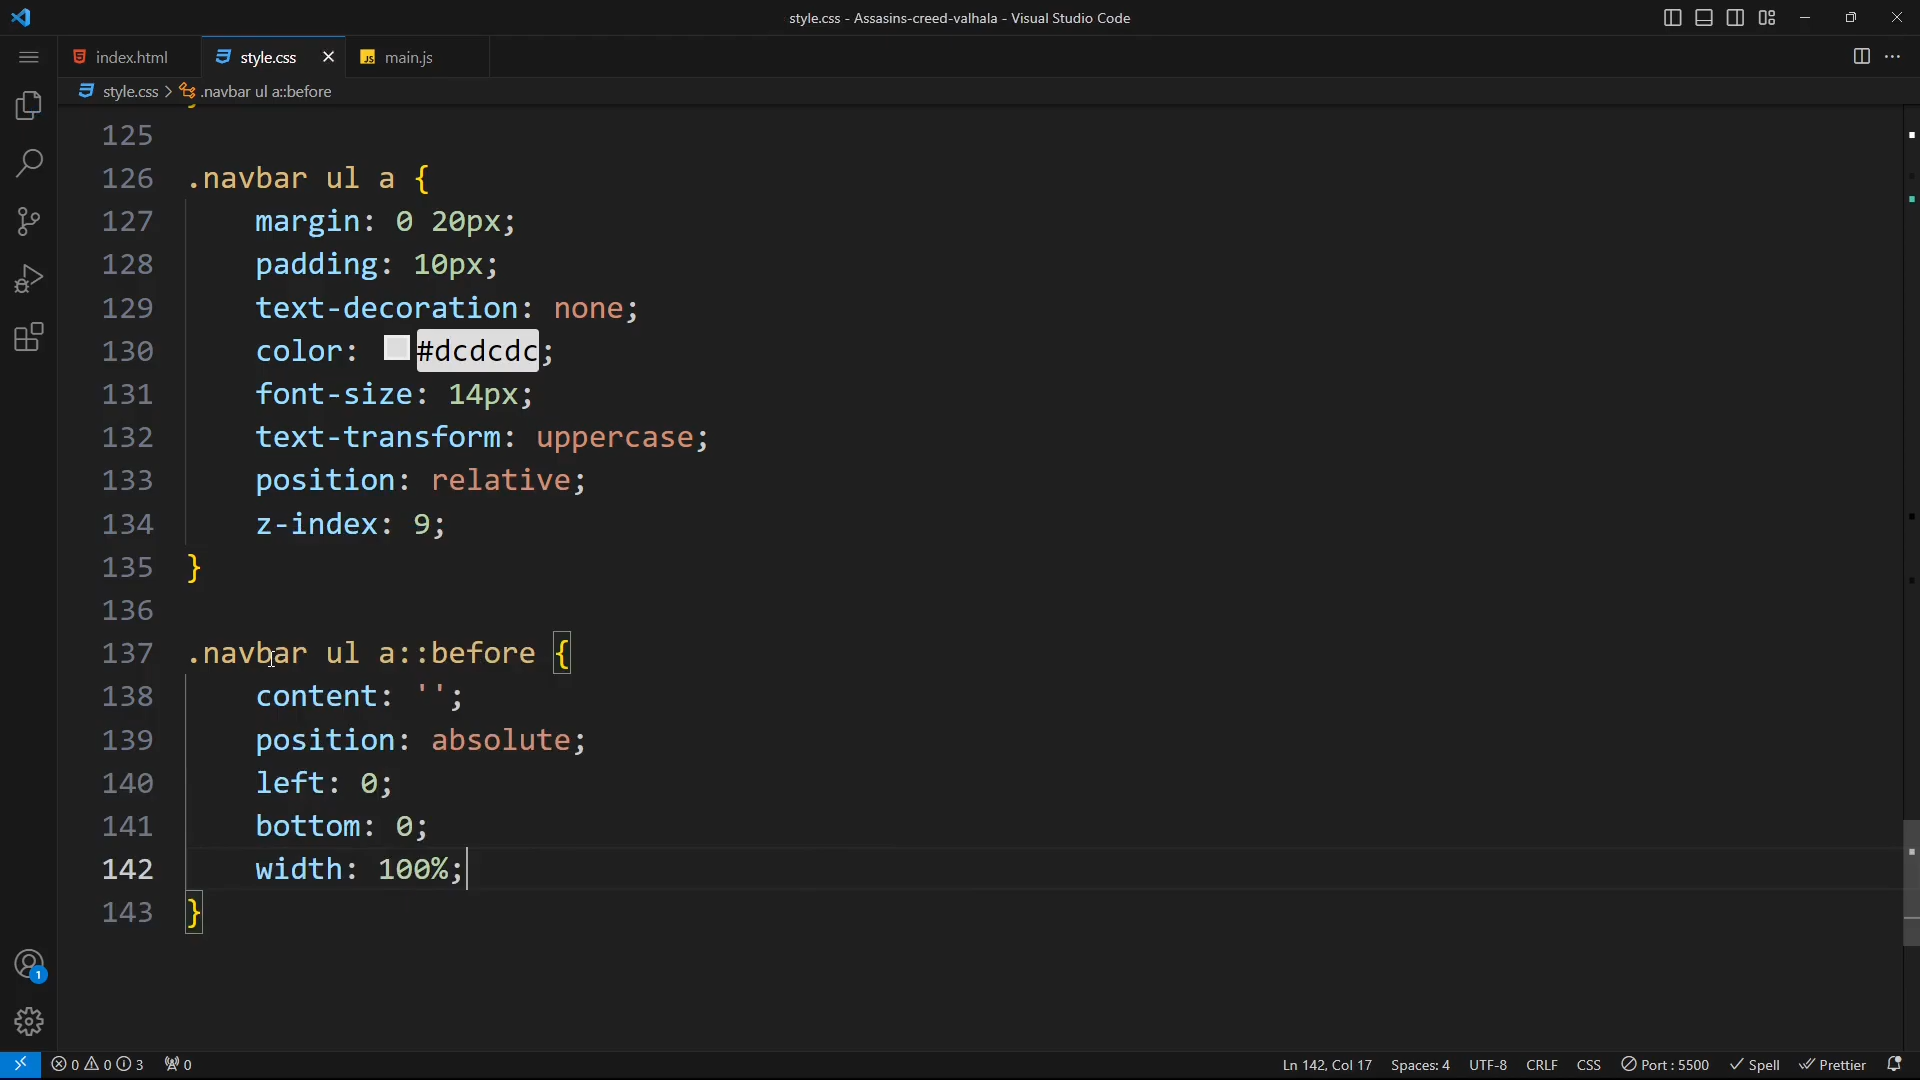 style.css - Assasins-creed-valhala - Visual Studio Code
index.html
style.css
main.js
style.css > .navbar ul a::before
125
126 .navbar ul a {
127 margin: 0 20px;
128 padding: 10px;
129 text-decoration: none;
130 color: #dcdcdc;
131 font-size: 14px;
132 text-transform: uppercase;
133 position: relative;
134 z-index: 9;
135 }
136
137 .navbar ul a::before {
138 content: '';
139 position: absolute;
140 left: 0;
141 bottom: 0;
142 width: 100%;
143 }
1
0 0 3 0 Ln 142, Col 17 Spaces: 4 UTF-8 CRLF CSS Port : 5500 Spell Prettier